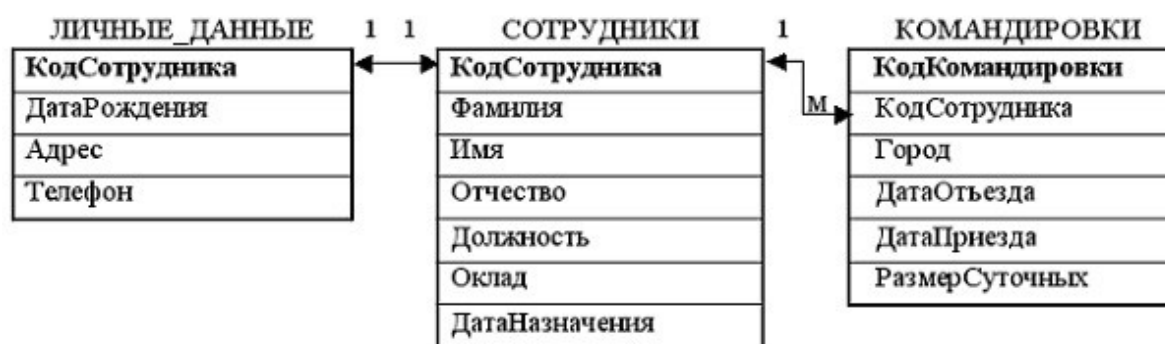 ЛИЧНЫЕ_ДАННЫЕ 1 1 СОТРУДНИКИ 1 КОМАНДИРОВКИ
КодСотрудника
ДатаРождения
Адрес
Телефон
КодСотрудника
Фамилия
Имя
Отчество
Должность
Оклад
ДатаНазначения
М
КодКомандировки
КодСотрудника
Город
ДатаОтьезда
ДатаПриезда
РазмерСуточных